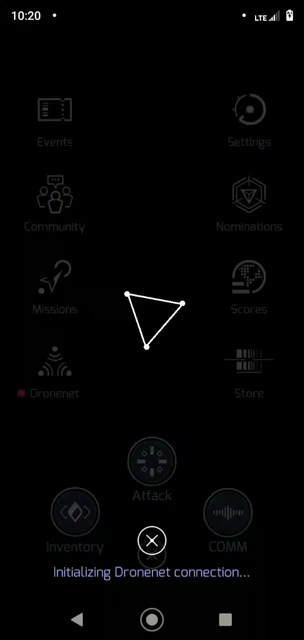 10:20
LTE
Events
Settings
Community
Nominations
Missions
Scores
Dronenet
Store
Attack
Inventory
COMM
Initializing Dronenet connection...